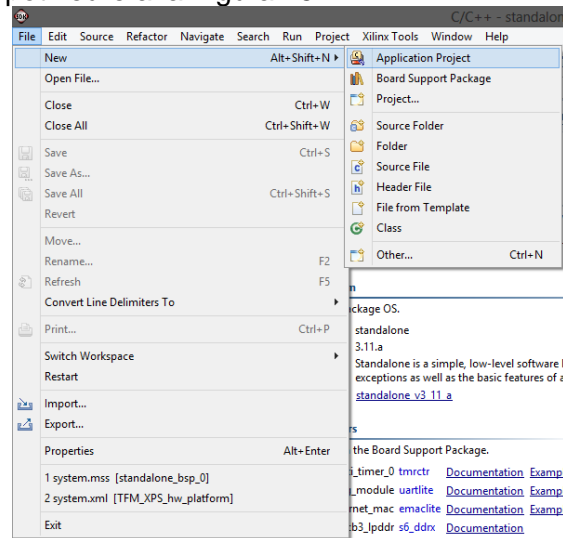 C/C++ - standalon
File Edit Source Refactor Navigate Search Run Project Xilinx Tools Window Help
New Alt+Shift+N
Open File...
Close Ctrl+W
Close All Ctrl+Shift+W
Save Ctrl+S
Save As...
Save All Ctrl+Shift+S
Revert
Move...
Rename... F2
Refresh F5
Convert Line Delimiters To
Print... Ctrl+P
Switch Workspace
Restart
Import...
Export...
Properties Alt+Enter
1 system.mss [standalone_bsp_0]
2 system.xml [TFM_XPS_hw_platform]
Exit
Application Project
Board Support Package
Project...
Source Folder
Folder
Source File
Header File
File from Template
Class
Other... Ctrl+N
ckage OS.
standalone
3.11.a
Standalone is a simple, low-level software
exceptions as well as the basic features of a
standalone_v3_11_a
rs
the Board Support Package.
i_timer_0 tmrctr Documentation Examp
_module uartlite Documentation Examp
rnet_mac emaclite Documentation Examp
b3_lpddr s6_ddrx Documentation